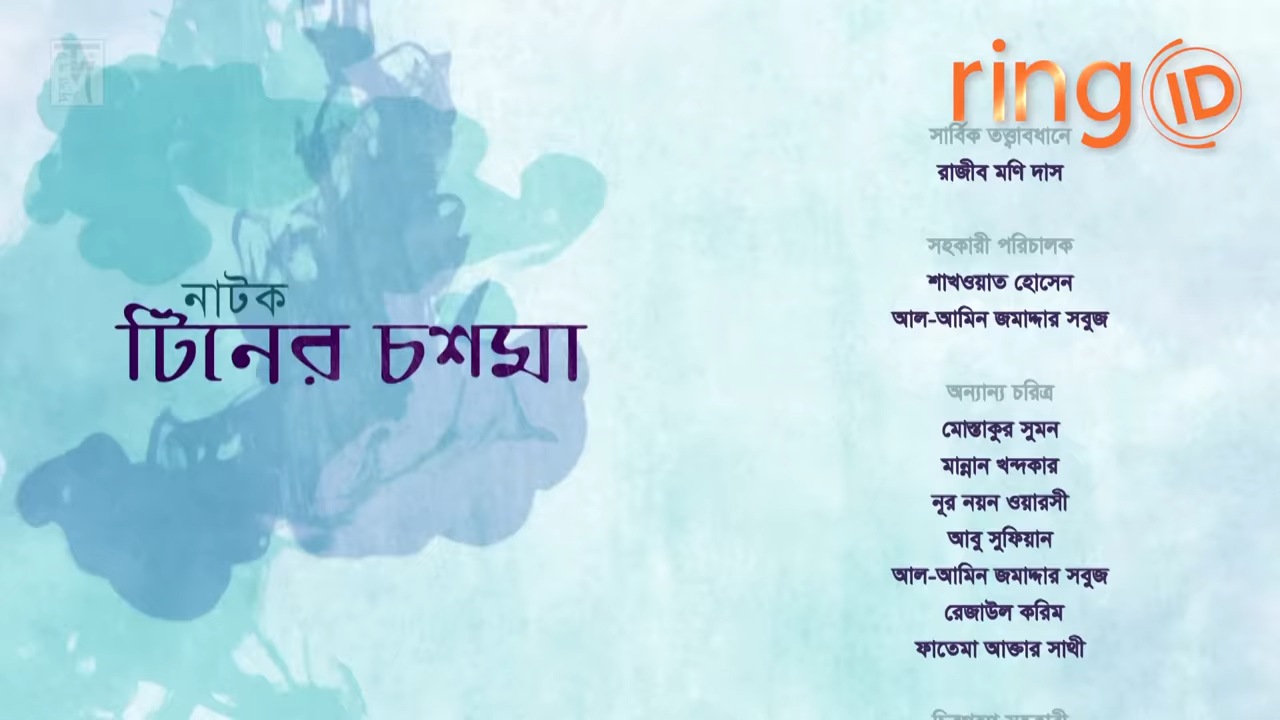 নাটক
টিনের চশমা
ring ID
সার্বিক তত্ত্বাবধানে
রাজীব মণি দাস
সহকারী পরিচালক
শাখওয়াত হোসেন
আল-আমিন জমাদ্দার সবুজ
অন্যান্য চরিত্র
মোস্তাকুর সুমন
মান্নান খন্দকার
নূর নয়ন ওয়ারসী
আবু সুফিয়ান
আল-আমিন জমাদ্দার সবুজ
রেজাউল করিম
ফাতেমা আক্তার সাথী